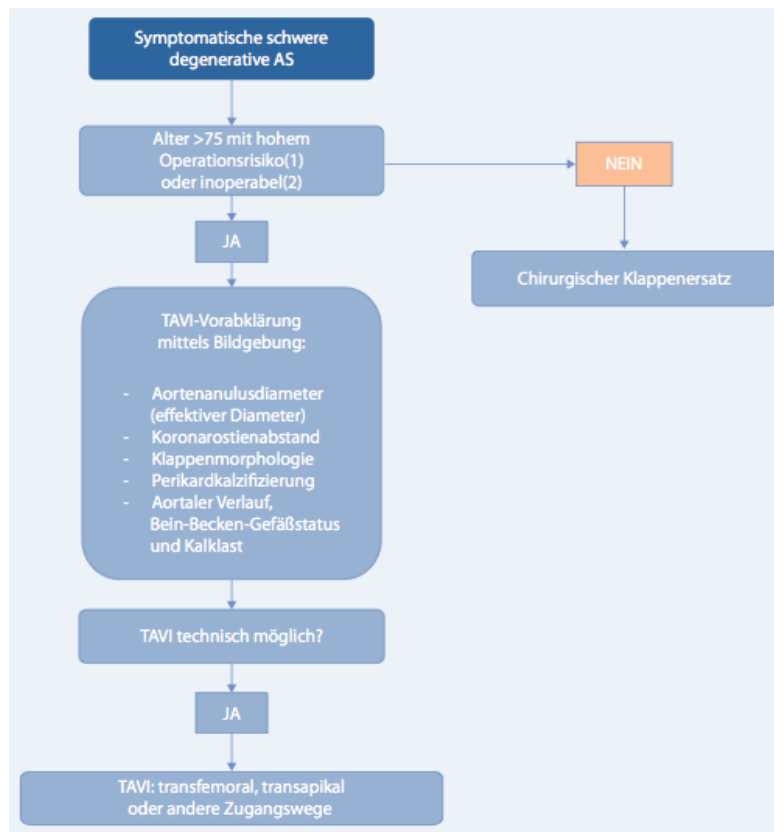 Symptomatische schwere
degenerative AS
Alter >75 mit hohem
Operationsrisiko(1)
oder inoperabel(2)
NEIN
JA
Chirurgischer Klappenersatz
TAVI-Vorabklärung
mittels Bildgebung:
- Aortenanulusdiameter
(effektiver Diameter)
- Koronarostienabstand
- Klappenmorphologie
- Perikardkalzifizierung
- Aortaler Verlauf,
Bein-Becken-Gefäßstatus
und Kalklast
TAVI technisch möglich?
JA
TAVI: transfemoral, transapikal
oder andere Zugangswege